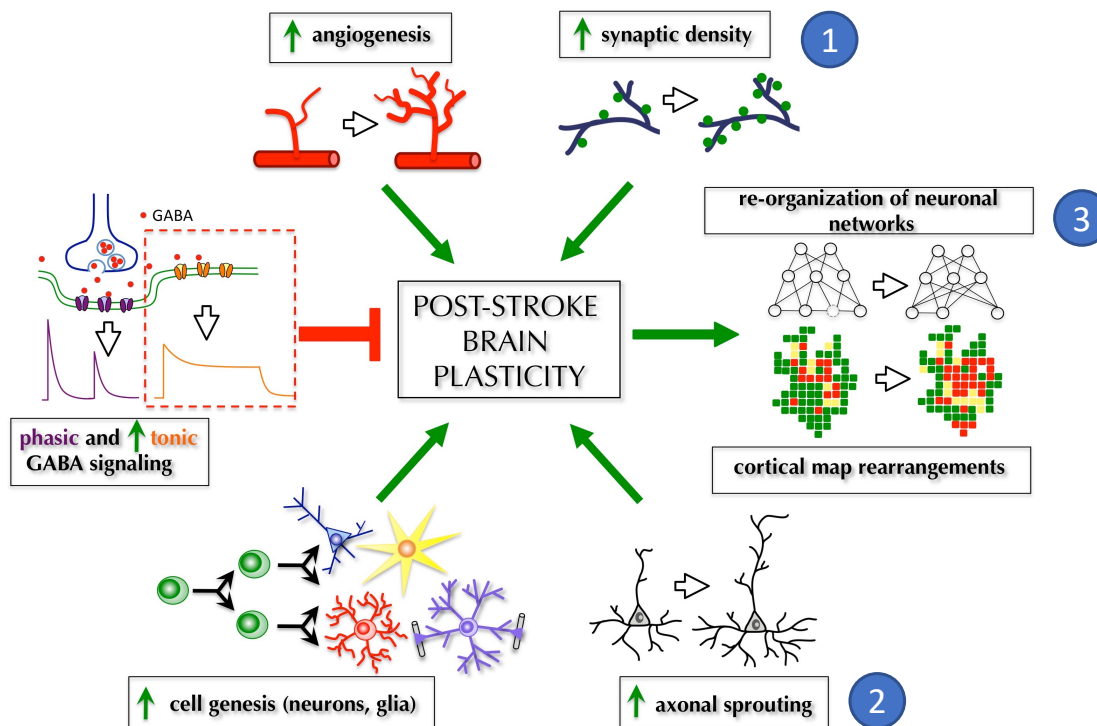 angiogenesis
synaptic density
1
GABA
re-organization of neuronal
networks
3
POST-STROKE
BRAIN
PLASTICITY
phasic and tonic
GABA signaling
cortical map rearrangements
cell genesis (neurons, glia)
axonal sprouting
2